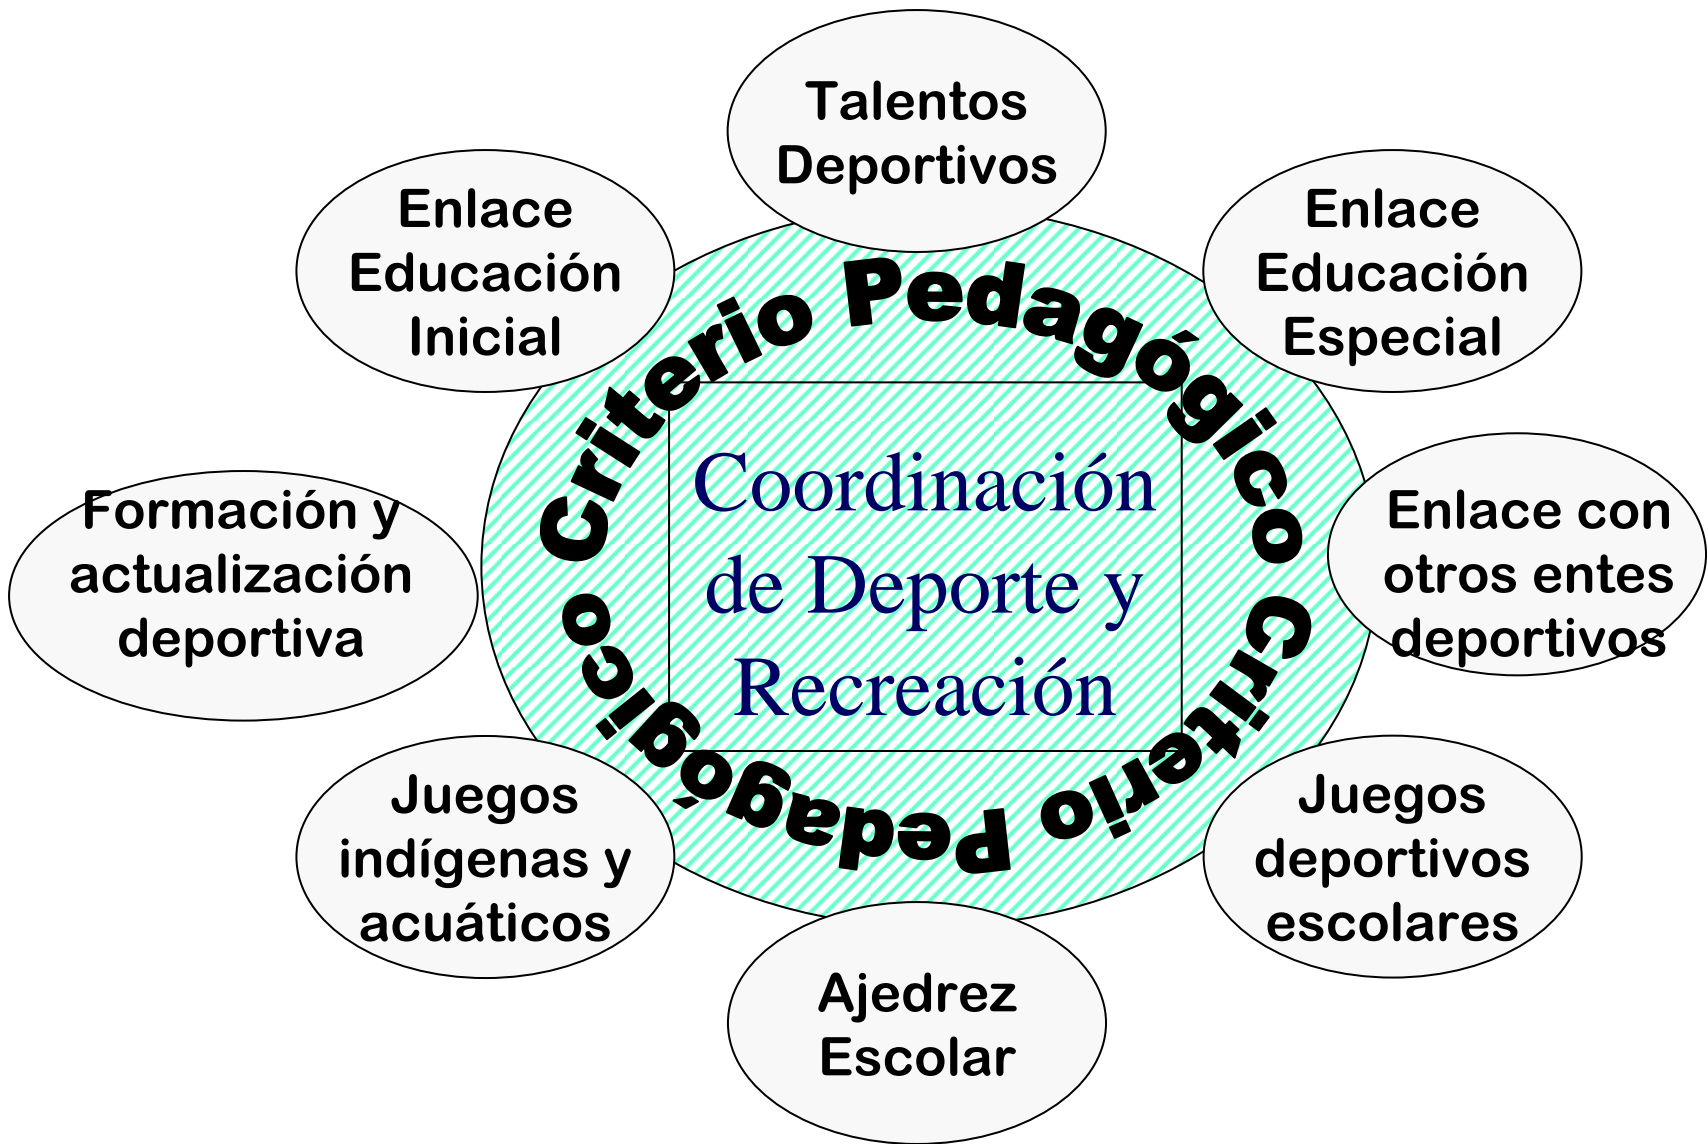 Talentos
Deportivos
Enlace
Educación
Inicial
Enlace
Educación
Especial
Criterio Pedagógico Criterio Pedagógico
Coordinación
de Deporte y
Recreación
Formación y
actualización
deportiva
Enlace con
otros entes
deportivos
Juegos
indígenas y
acuáticos
Juegos
deportivos
escolares
Ajedrez
Escolar